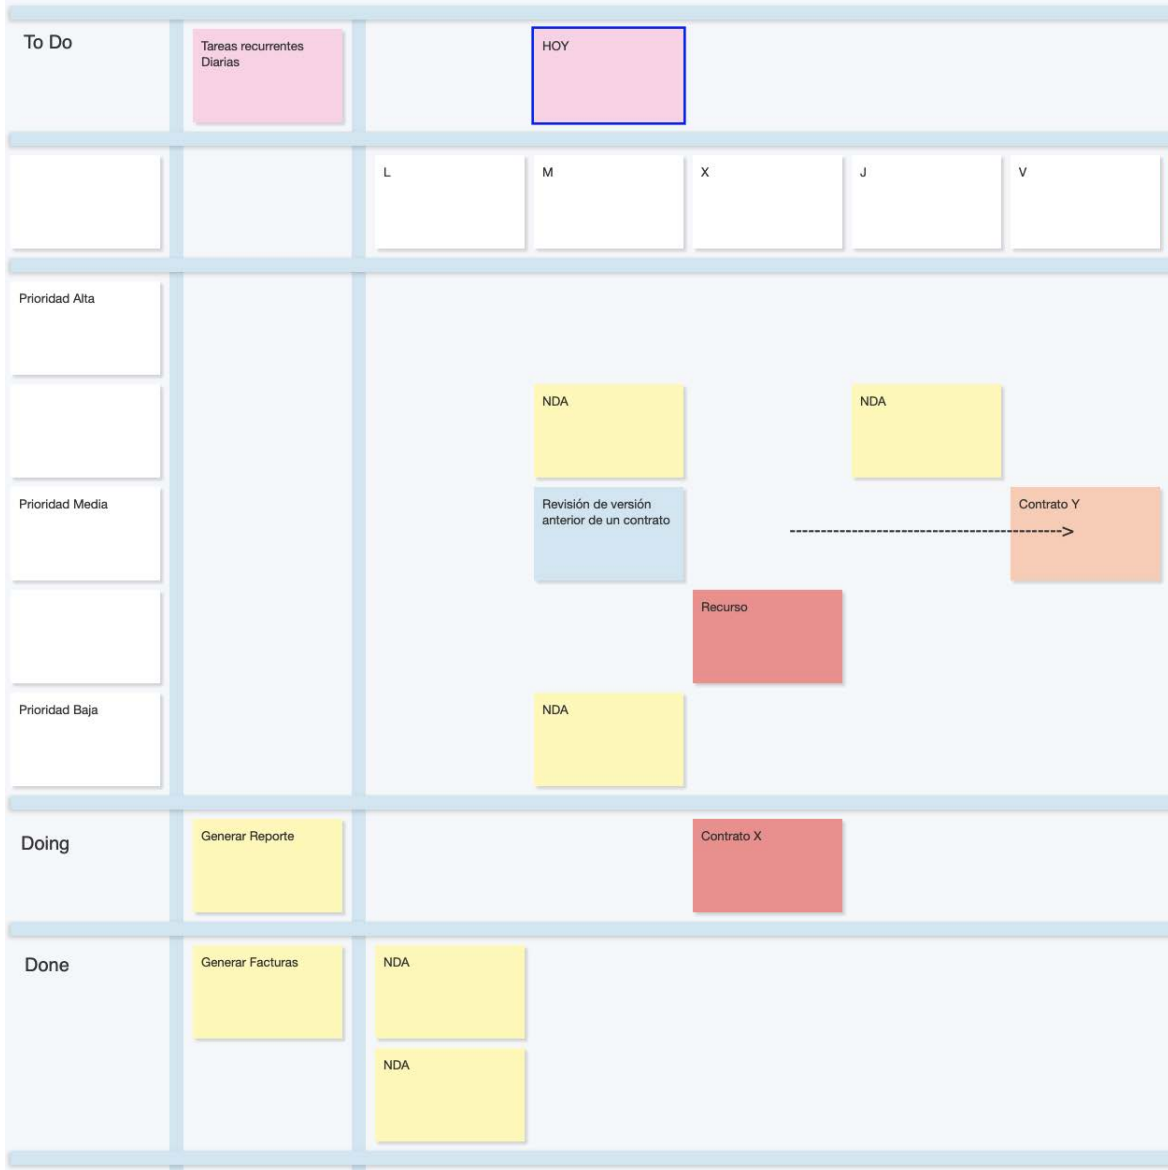 To Do
Tareas recurrentes
Diarias
HOY
L
M
X
J
V
Prioridad Alta
NDA
NDA
Prioridad Media
Revisión de versión
anterior de un contrato
Contrato Y
Recurso
Prioridad Baja
NDA
Doing
Generar Reporte
Contrato X
Done
Generar Facturas
NDA
NDA